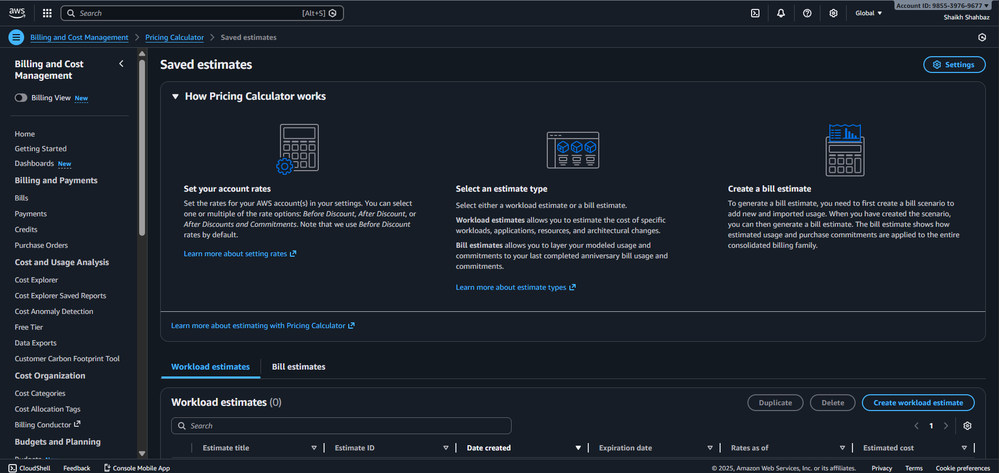 aws
Search
[Alt+S]
Global
Account ID: 9855-3976-9677
Shaikh Shahbaz
Billing and Cost Management
Pricing Calculator
Saved estimates
Billing and Cost
Management
Billing View New
Home
Getting Started
Dashboards New
Billing and Payments
Bills
Payments
Credits
Purchase Orders
Cost and Usage Analysis
Cost Explorer
Cost Explorer Saved Reports
Cost Anomaly Detection
Free Tier
Data Exports
Customer Carbon Footprint Tool
Cost Organization
Cost Categories
Cost Allocation Tags
Billing Conductor
Budgets and Planning
Budgets New
Saved estimates
Settings
How Pricing Calculator works
Set your account rates
Set the rates for your AWS account(s) in your settings. You can select
one or multiple of the rate options: Before Discount, After Discount, or
After Discounts and Commitments. Note that we use Before Discount
rates by default.
Learn more about setting rates
Select an estimate type
Select either a workload estimate or a bill estimate.
Workload estimates allows you to estimate the cost of specific
workloads, applications, resources, and architectural changes.
Bill estimates allows you to layer your modeled usage and
commitments to your last completed anniversary bill usage and
commitments.
Learn more about estimate types
Create a bill estimate
To generate a bill estimate, you need to first create a bill scenario to
add new and imported usage. When you have created the scenario,
you can then generate a bill estimate. The bill estimate shows how
estimated usage and purchase commitments are applied to the entire
consolidated billing family.
Learn more about estimating with Pricing Calculator
Workload estimates
Bill estimates
Workload estimates (0)
Duplicate
Delete
Create workload estimate
Search
1
Estimate title
Estimate ID
Date created
Expiration date
Rates as of
Estimated cost
CloudShell
Feedback
Console Mobile App
© 2025, Amazon Web Services, Inc. or its affiliates.
Privacy
Terms
Cookie preferences